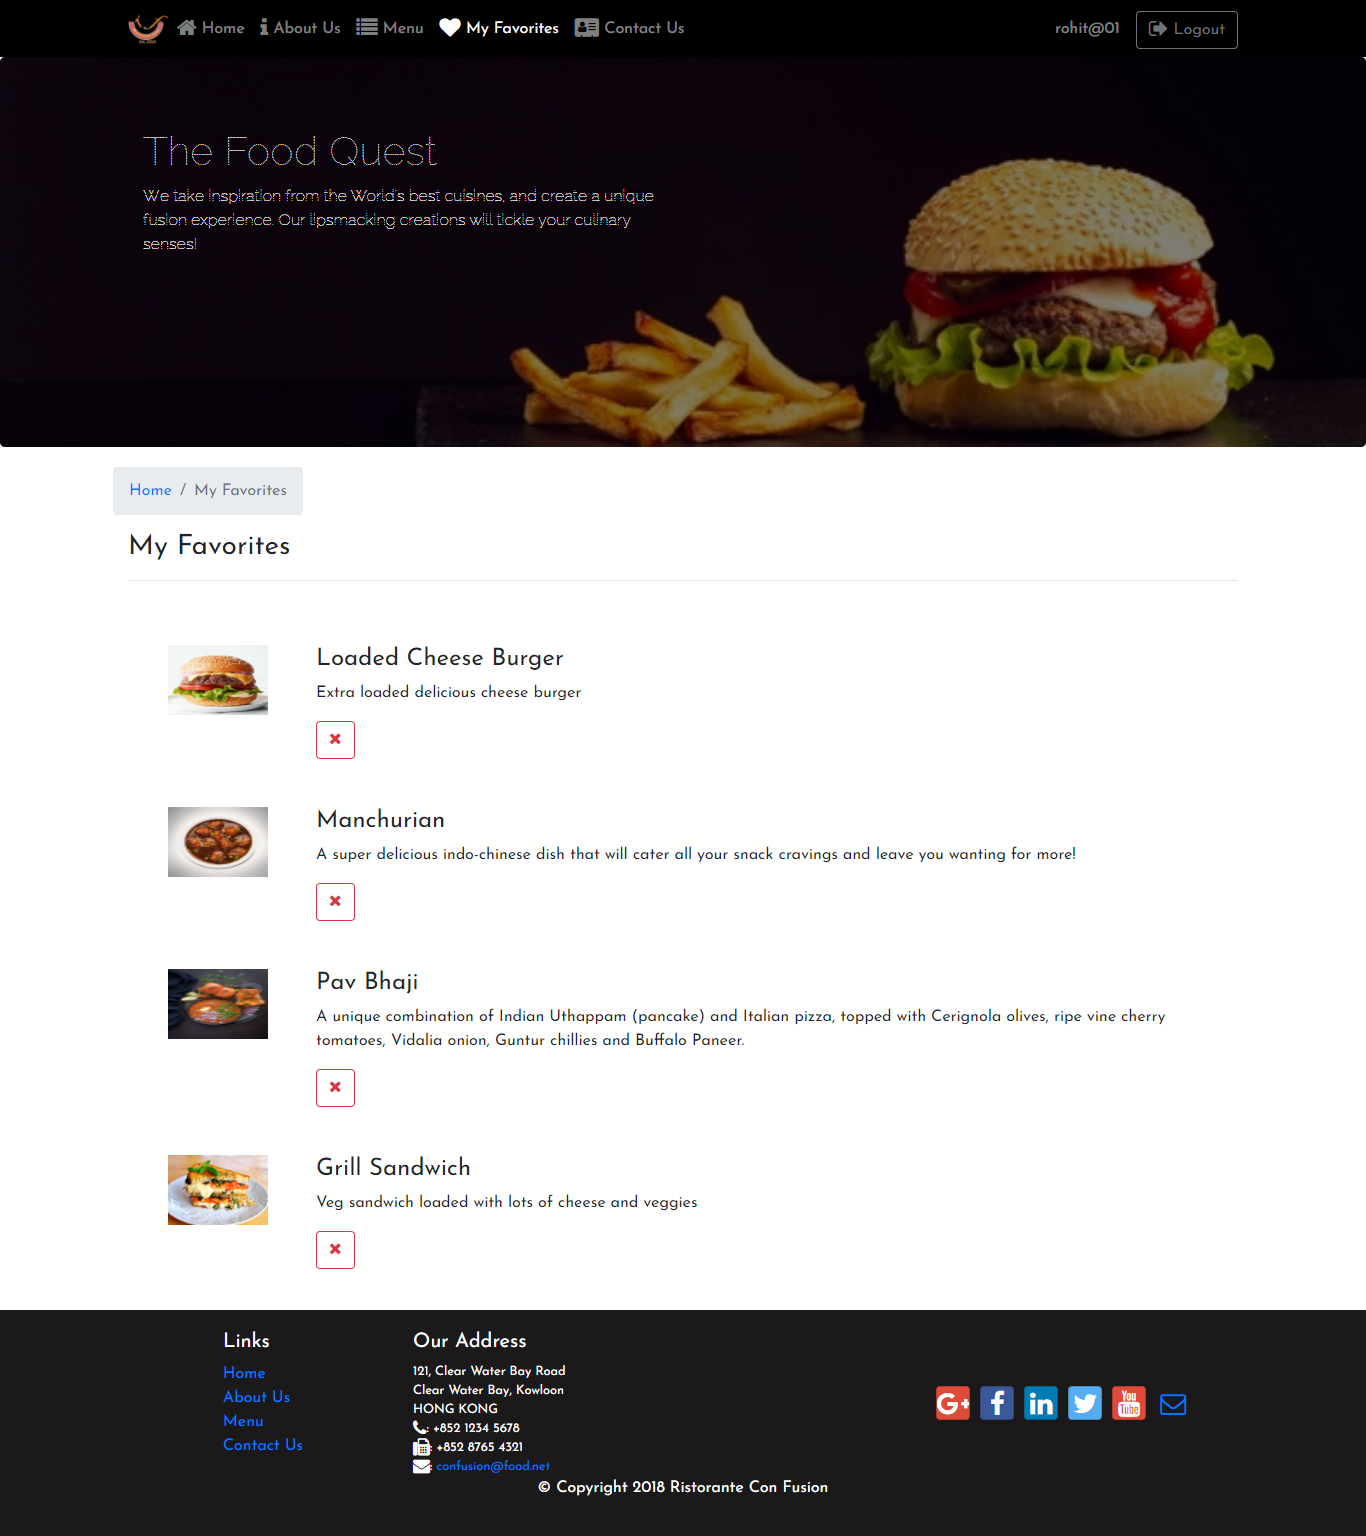 Home About Us Menu My Favorites Contact Us rohit@01 Logout
The Food Quest
We take inspiration from the World's best cuisines, and create a unique
fusion experience. Our lipsmacking creations will tickle your culinary
senses!
Home / My Favorites
My Favorites
Loaded Cheese Burger
Extra loaded delicious cheese burger
Manchurian
A super delicious indo-chinese dish that will cater all your snack cravings and leave you wanting for more!
Pav Bhaji
A unique combination of Indian Uthappam (pancake) and Italian pizza, topped with Cerignola olives, ripe vine cherry
tomatoes, Vidalia onion, Guntur chillies and Buffalo Paneer.
Grill Sandwich
Veg sandwich loaded with lots of cheese and veggies
Links
Home
About Us
Menu
Contact Us
Our Address
121, Clear Water Bay Road
Clear Water Bay, Kowloon
HONG KONG
: +852 1234 5678
: +852 8765 4321
: confusion@food.net
G+ f in You Tube
© Copyright 2018 Ristorante Con Fusion